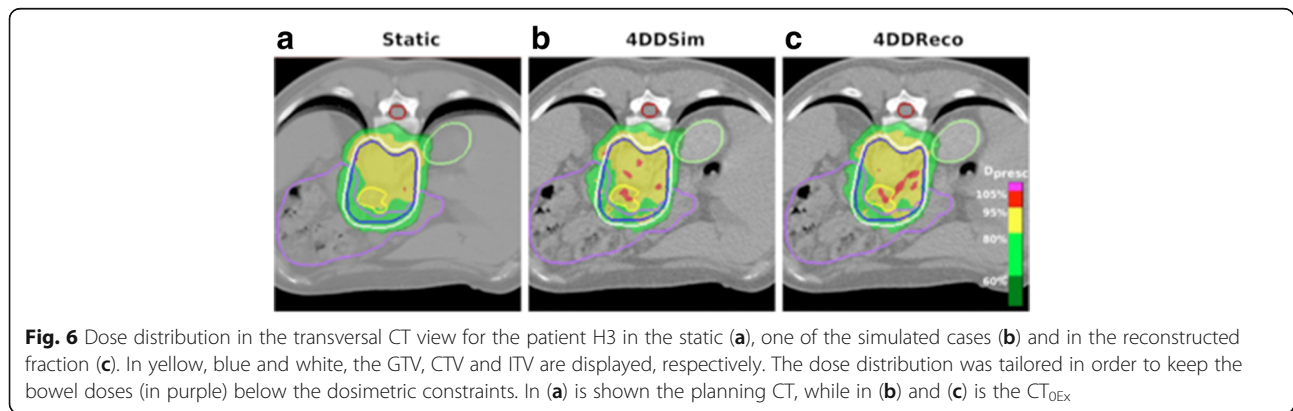 a Static b 4DDSim c 4DDReco
Dpresc
105%
95%
80%
60%
Fig. 6 Dose distribution in the transversal CT view for the patient H3 in the static (a), one of the simulated cases (b) and in the reconstructed
fraction (c). In yellow, blue and white, the GTV, CTV and ITV are displayed, respectively. The dose distribution was tailored in order to keep the
bowel doses (in purple) below the dosimetric constraints. In (a) is shown the planning CT, while in (b) and (c) is the CT0Ex